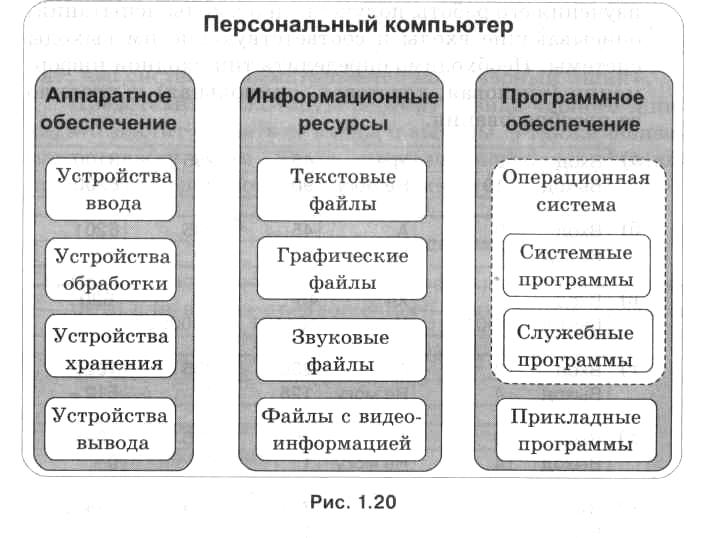 Персональный компьютер
Аппаратное
обеспечение
Устройства
ввода
Устройства
обработки
Устройства
хранения
Устройства
вывода
Информационные
ресурсы
Текстовые
файлы
Графические
файлы
Звуковые
файлы
Файлы с видео-
информацией
Программное
обеспечение
Операционная
система
Системные
программы
Служебные
программы
Прикладные
программы
Рис. 1.20